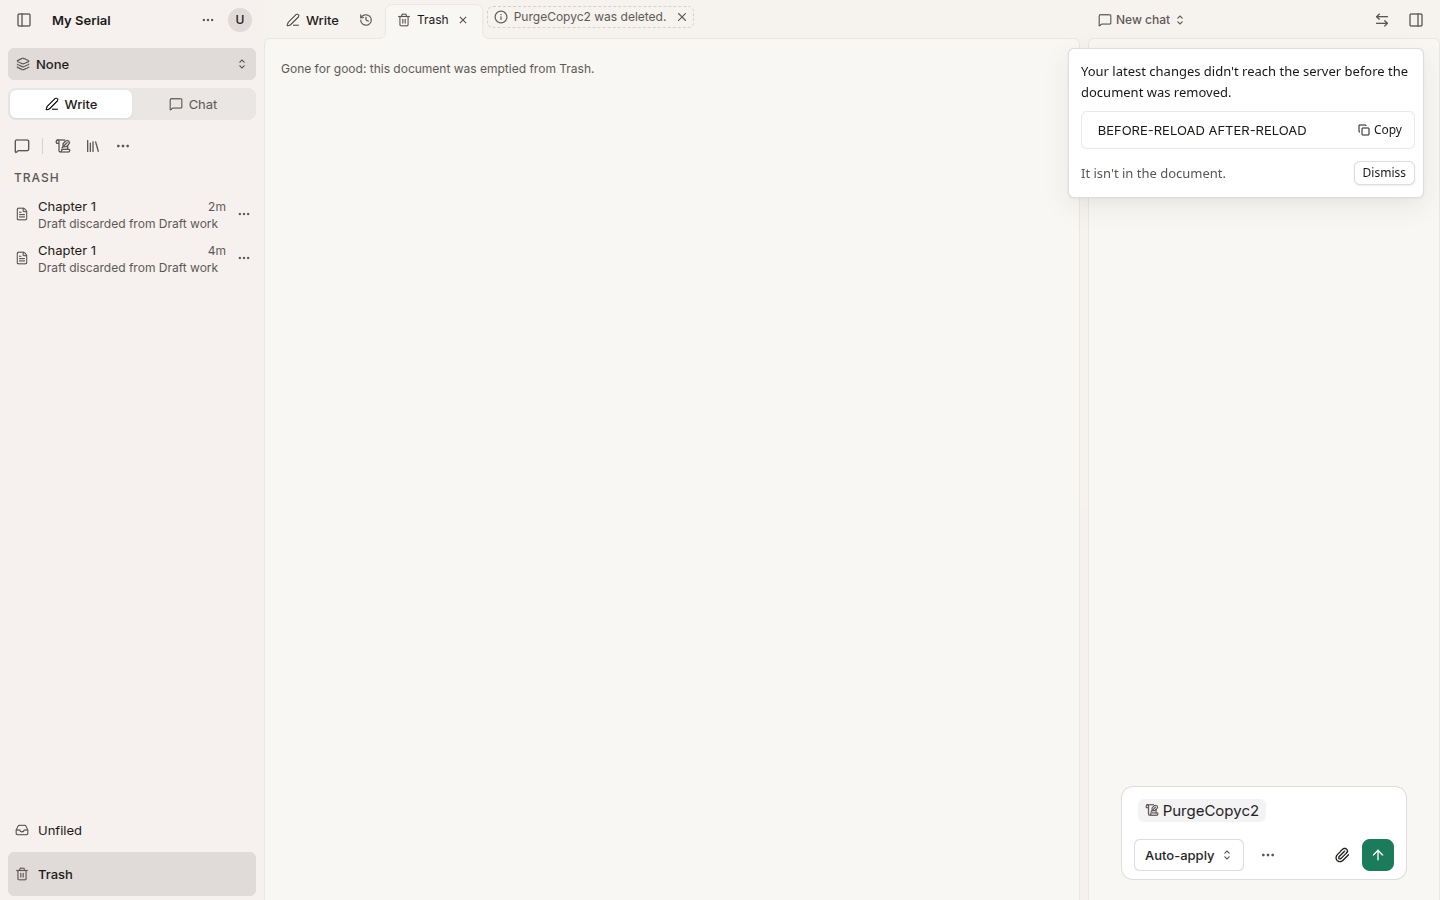 My Serial
U
Write
Trash
PurgeCopyc2 was deleted.
New chat
None
Write
Chat
TRASH
Chapter 1
2m
Draft discarded from Draft work
Chapter 1
4m
Draft discarded from Draft work
Unfiled
Trash
Gone for good: this document was emptied from Trash.
Your latest changes didn't reach the server before the
document was removed.
BEFORE-RELOAD AFTER-RELOAD
Copy
It isn't in the document.
Dismiss
PurgeCopyc2
Auto-apply